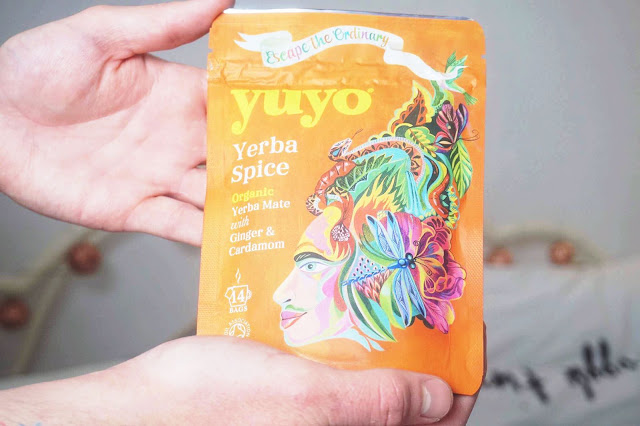 Escape the Ordinary
yuyo
Yerba
Spice
Organic
Yerba Mate
with
Ginger &
Cardamom
14
BAGS